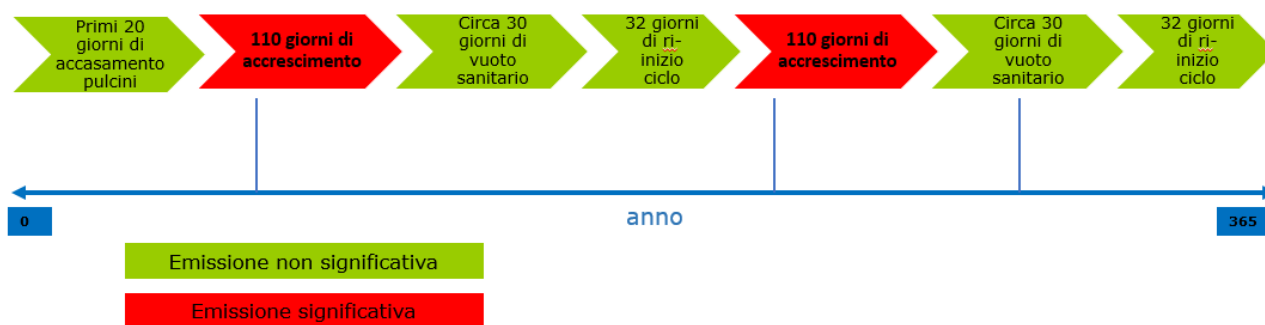 Primi 20
giorni di
accasamento
pulcini
110 giorni di
accrescimento
Circa 30
giorni di
vuoto
sanitario
32 giorni
di ri-
inizio
ciclo
110 giorni di
accrescimento
Circa 30
giorni di
vuoto
sanitario
32 giorni
di ri-
inizio
ciclo
0
anno
365
Emissione non significativa
Emissione significativa